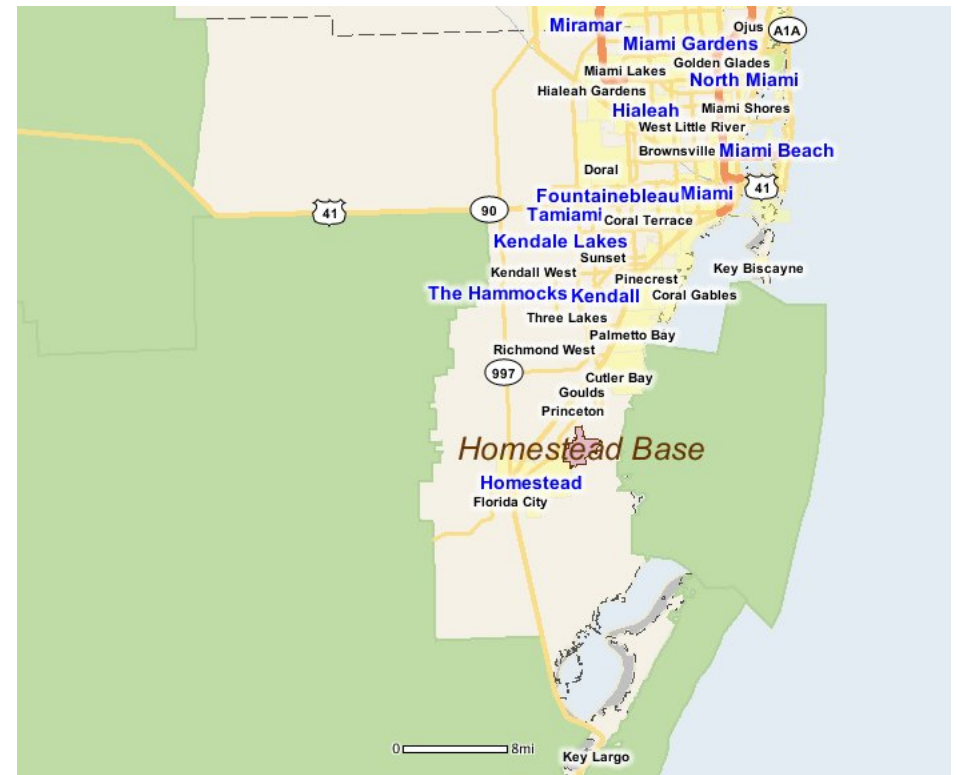 Miramar
Ojus
A1A
Miami Gardens
Golden Glades
Miami Lakes
North Miami
Hialeah Gardens
Hialeah
Miami Shores
West Little River
Brownsville
Miami Beach
Doral
41
Fountainebleau
Miami
41
90
Tamiami
Coral Terrace
Kendale Lakes
Sunset
Kendall West
Key Biscayne
Pinecrest
The Hammocks
Kendall
Coral Gables
Three Lakes
Palmetto Bay
Richmond West
997
Cutler Bay
Goulds
Princeton
Homestead Base
Homestead
Florida City
0
8mi
Key Largo